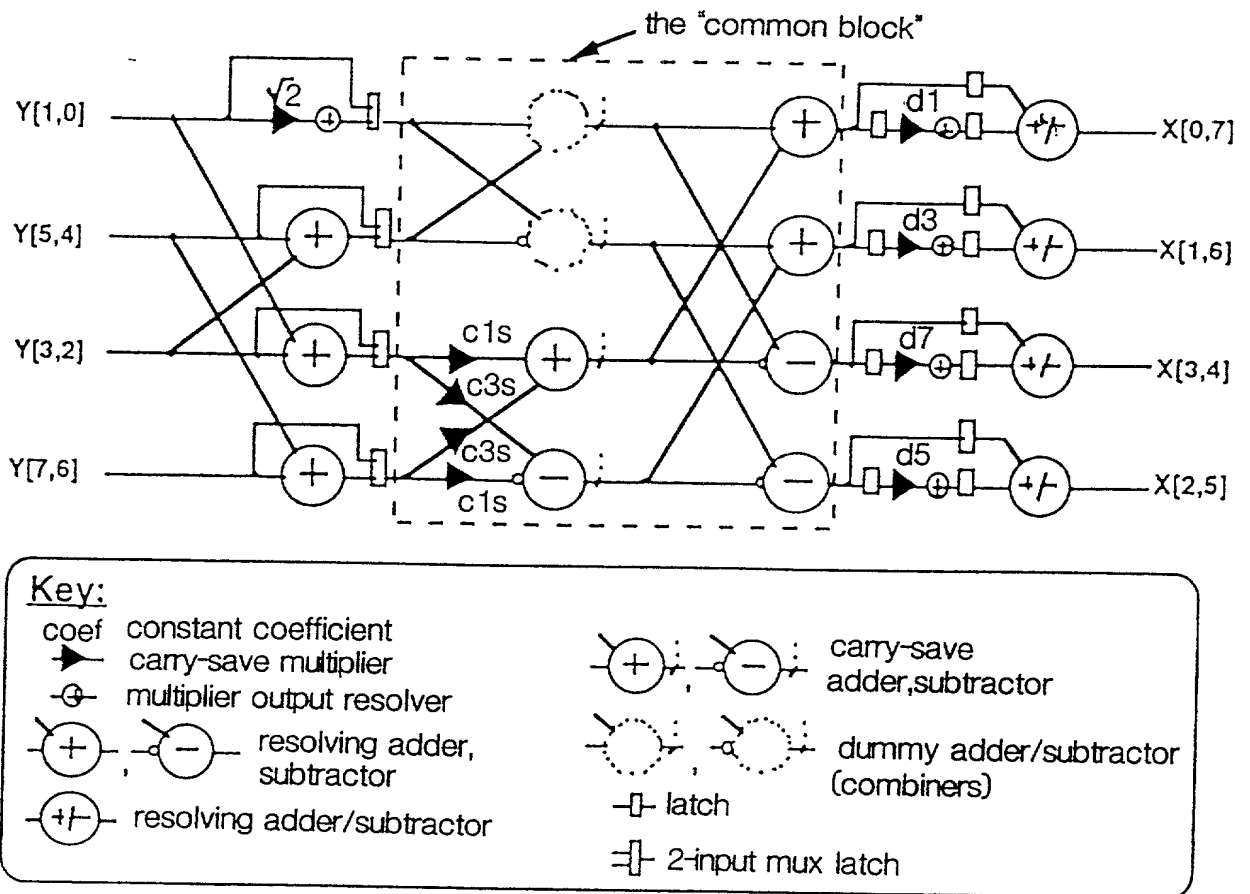 the "common block"
Y[1,0]
√2
+
+
d1
+
+/-
X[0,7]
Y[5,4]
+
+
d3
+
+/-
X[1,6]
Y[3,2]
+
c1s
+
c3s
-
d7
+
+/-
X[3,4]
Y[7,6]
+
c3s
-
c1s
-
d5
+
+/-
X[2,5]
Key:
coef constant coefficient
carry-save multiplier
multiplier output resolver
+ , - resolving adder,
subtractor
+/- resolving adder/subtractor
+ , - carry-save
adder,subtractor
, dummy adder/subtractor
(combiners)
latch
2-input mux latch